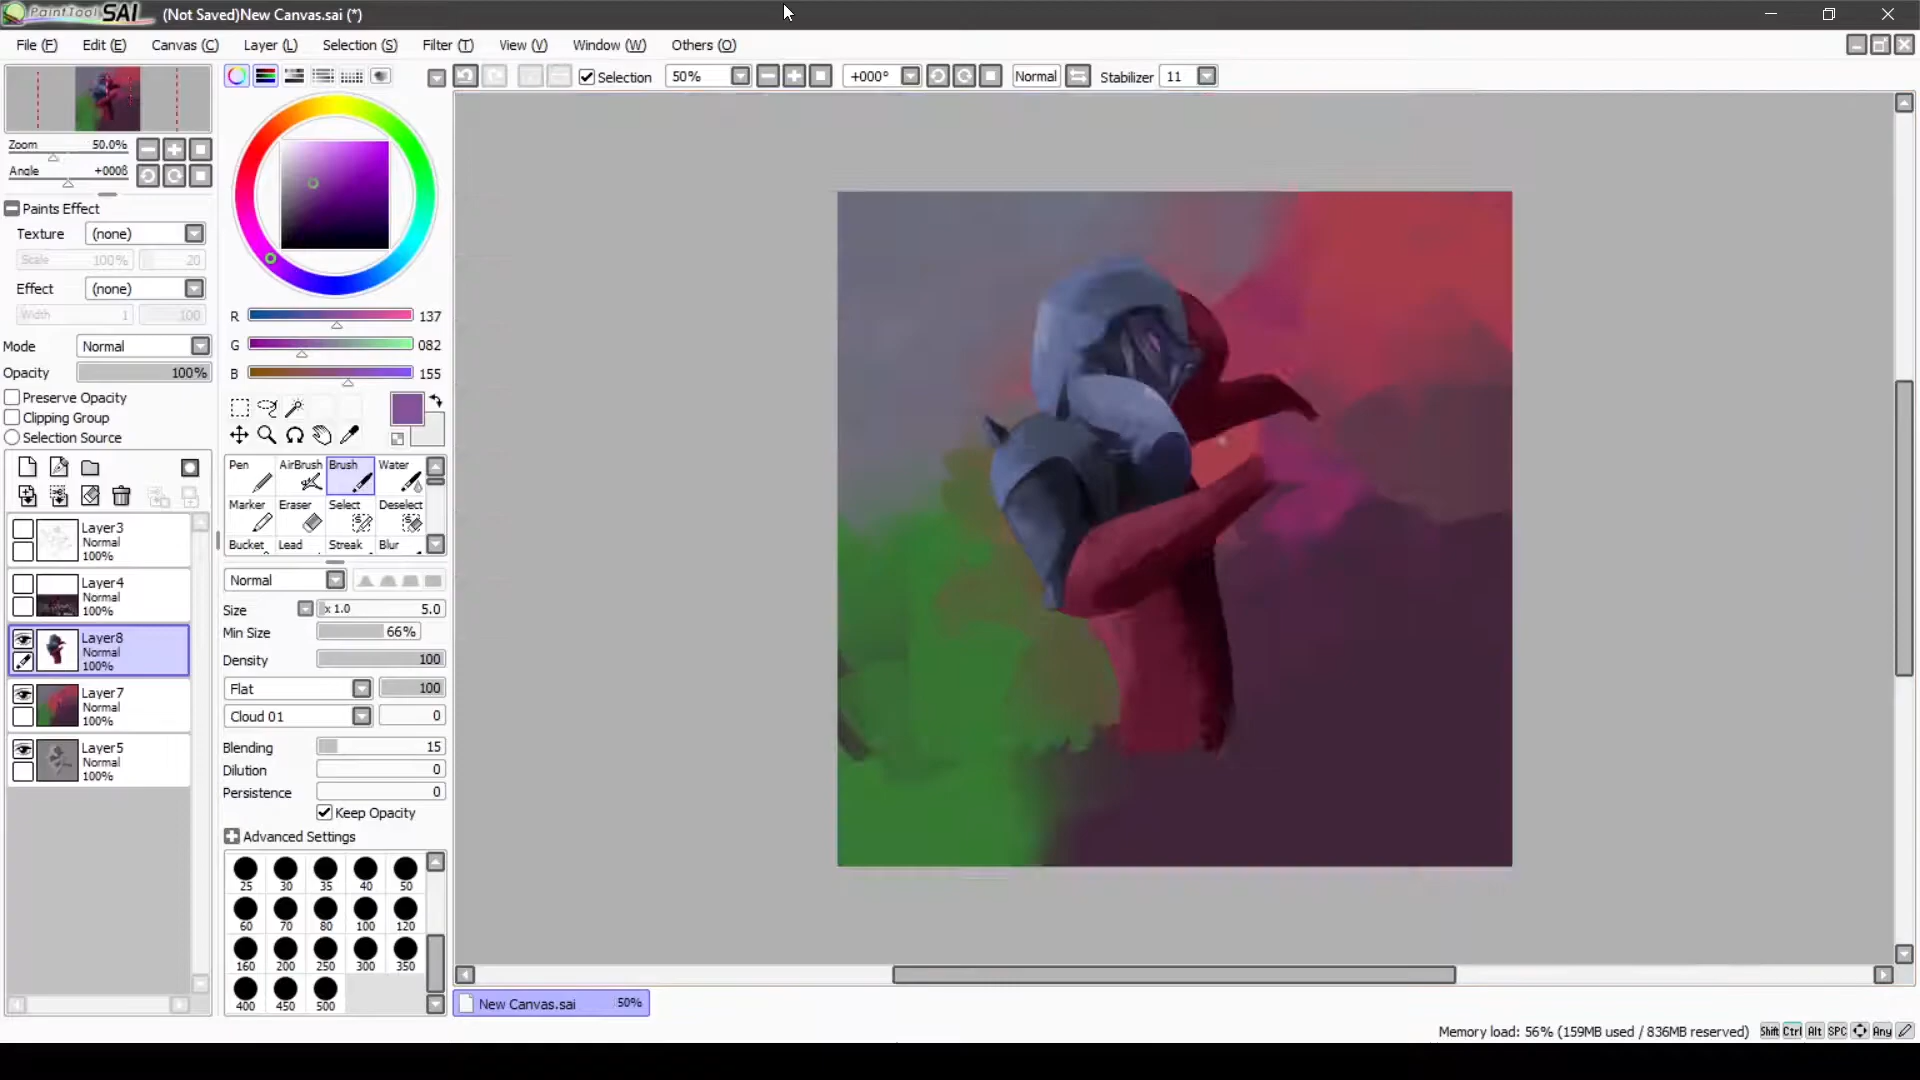 PaintTool SAI (Not Saved)New Canvas.sai (*)
File (F) Edit (E) Canvas (C) Layer (L) Selection (S) Filter (T) View (V) Window (W) Others (O)
Selection 50% +000° Normal Stabilizer 11
Zoom 50.0%
Angle
Paints Effect
Texture (none)
Scale 100% 20
Effect (none)
Width 1 100
Mode Normal
Opacity 100%
Preserve Opacity
Clipping Group
Selection Source
Layer3
Normal
100%
Layer4
Normal
100%
Layer8
Normal
100%
Layer7
Normal
100%
Layer5
Normal
100%
R 137
G 082
B 155
Pen AirBrush Brush Water
Marker Eraser Select Deselect
Bucket Lead Streak Blur
Normal
Size x 1.0 5.0
Min Size 66%
Density 100
Flat 100
Cloud 01 0
Blending 15
Dilution 0
Persistence 0
Keep Opacity
Advanced Settings
25 30 35 40 50
60 70 80 100 120
160 200 250 300 350
400 450 500
New Canvas.sai 50%
Memory load: 56% (159MB used / 836MB reserved) Shift Ctrl Alt SPC Any